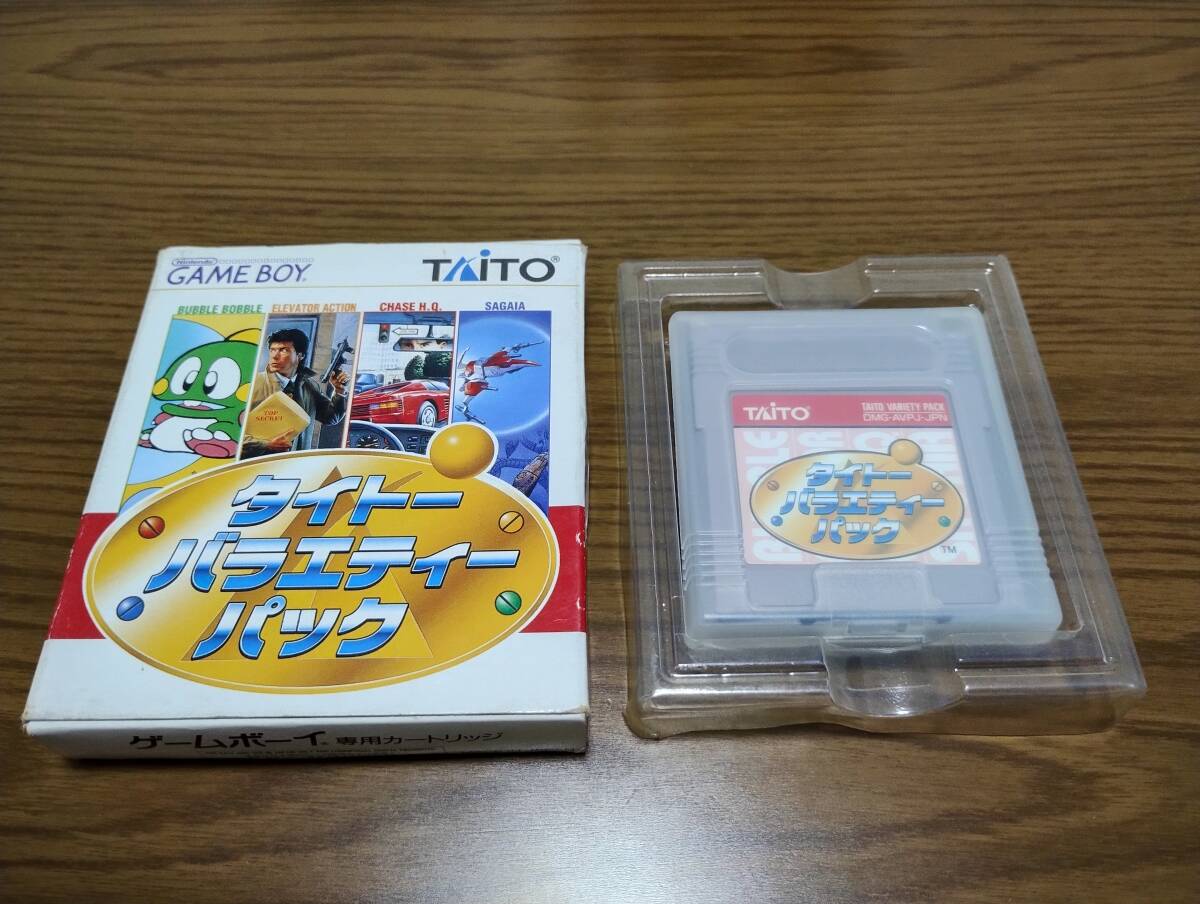 Nintendo
GAME BOY
TAITO®
BUBBLE BOBBLE
ELEVATOR ACTION
CHASE H.Q.
SAGAIA
TOP SECRET
タイトー
バラエティー
パック
ゲームボーイ® 専用カートリッジ
TAITO
TAITO VARIETY PACK
DMG-AVPJ-JPN
タイトー
バラエティー
パック
TM